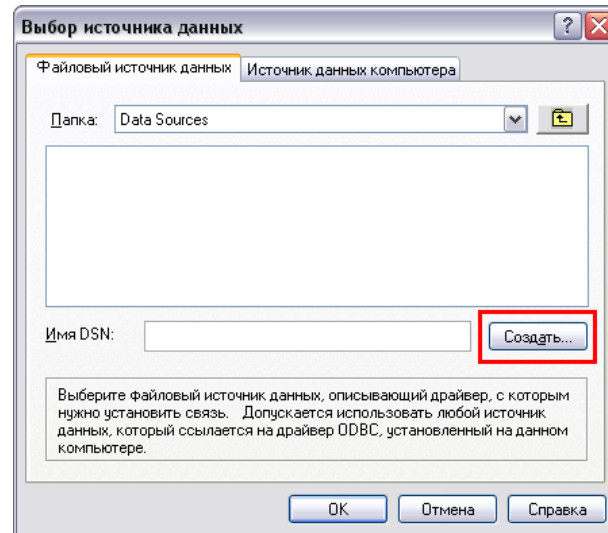 Выбор источника данных
Файловый источник данных
Источник данных компьютера
Папка: Data Sources
Имя DSN:
Создать...
Выберите файловый источник данных, описывающий драйвер, с которым
нужно установить связь. Допускается использовать любой источник
данных, который ссылается на драйвер ODBC, установленный на данном
компьютере.
OK
Отмена
Справка